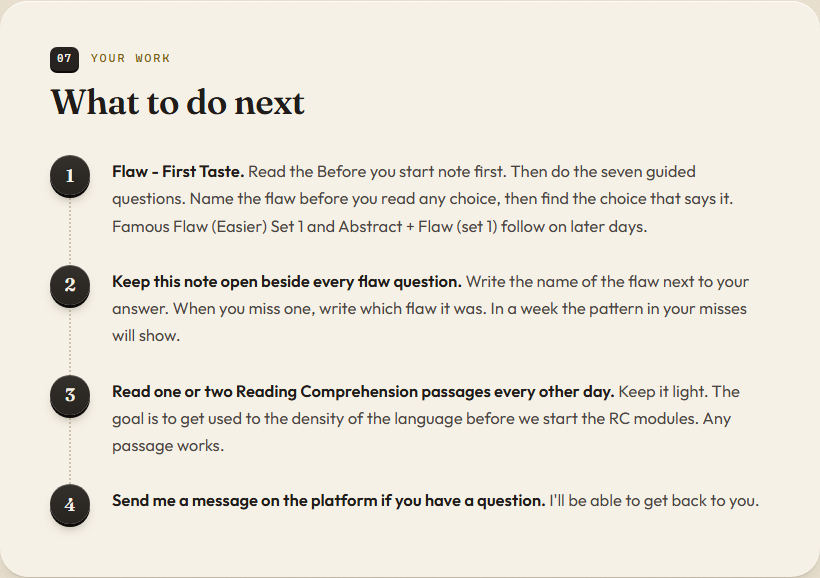 07 YOUR WORK
What to do next
1
Flaw - First Taste. Read the Before you start note first. Then do the seven guided
questions. Name the flaw before you read any choice, then find the choice that says it.
Famous Flaw (Easier) Set 1 and Abstract + Flaw (set 1) follow on later days.
2
Keep this note open beside every flaw question. Write the name of the flaw next to your
answer. When you miss one, write which flaw it was. In a week the pattern in your misses
will show.
3
Read one or two Reading Comprehension passages every other day. Keep it light. The
goal is to get used to the density of the language before we start the RC modules. Any
passage works.
4
Send me a message on the platform if you have a question. I'll be able to get back to you.